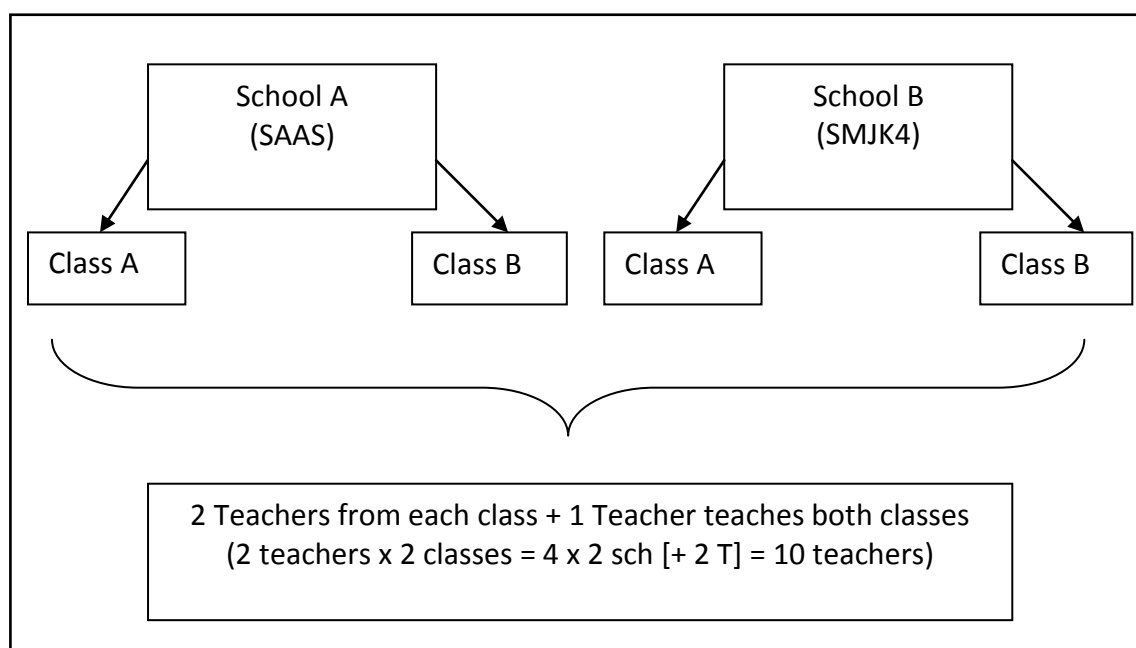 School A
(SAAS)
School B
(SMJK4)
Class A
Class B
Class A
Class B
2 Teachers from each class + 1 Teacher teaches both classes
(2 teachers x 2 classes = 4 x 2 sch [+ 2 T] = 10 teachers)